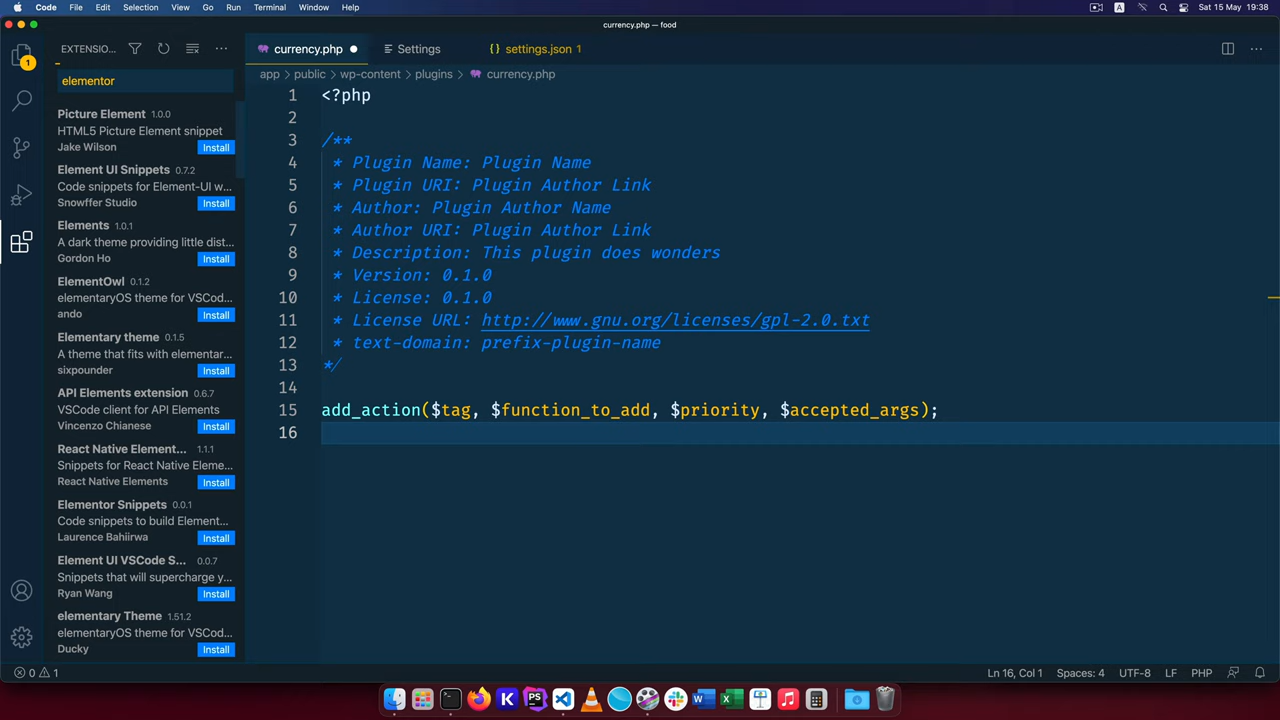 Code File Edit Selection View Go Run Terminal Window Help
A
Sat 15 May 19:38
currency.php — food
EXTENSIO...
1
elementor
Picture Element 1.0.0
HTML5 Picture Element snippet
Jake Wilson
Install
Element UI Snippets 0.7.2
Code snippets for Element-UI w...
Snowffer Studio
Install
Elements 1.0.1
A dark theme providing little dist...
Gordon Ho
Install
ElementOwl 0.1.2
elementaryOS theme for VSCod...
ando
Install
Elementary theme 0.1.5
A theme that fits with elementar...
sixpounder
Install
API Elements extension 0.6.7
VSCode client for API Elements
Vincenzo Chianese
Install
React Native Element... 1.1.1
Snippets for React Native Eleme...
React Native Elements
Install
Elementor Snippets 0.0.1
Code snippets to build Element...
Laurence Bahiirwa
Install
Element UI VSCode S... 0.0.7
Snippets that will supercharge y...
Ryan Wang
Install
elementary Theme 1.51.2
elementaryOS theme for VSCod...
Ducky
Install
currency.php
Settings
{} settings.json 1
app > public > wp-content > plugins > currency.php
1 <?php
2
3 /**
4 * Plugin Name: Plugin Name
5 * Plugin URI: Plugin Author Link
6 * Author: Plugin Author Name
7 * Author URI: Plugin Author Link
8 * Description: This plugin does wonders
9 * Version: 0.1.0
10 * License: 0.1.0
11 * License URL: http://www.gnu.org/licenses/gpl-2.0.txt
12 * text-domain: prefix-plugin-name
13 */
14
15 add_action($tag, $function_to_add, $priority, $accepted_args);
16
0 1
Ln 16, Col 1 Spaces: 4 UTF-8 LF PHP
K
PS
W
X